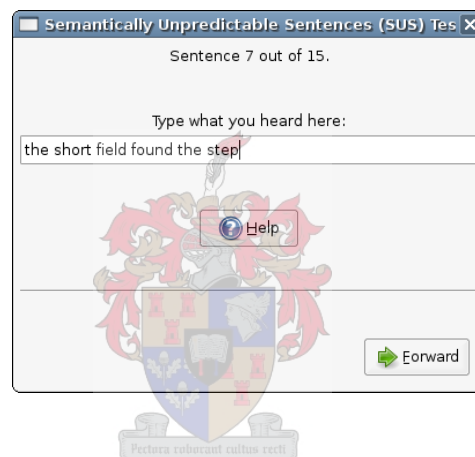 Semantically Unpredictable Sentences (SUS) Tes
Sentence 7 out of 15.
Type what you heard here:
the short field found the step
Help
Forward
Pectora roborant cultus recti